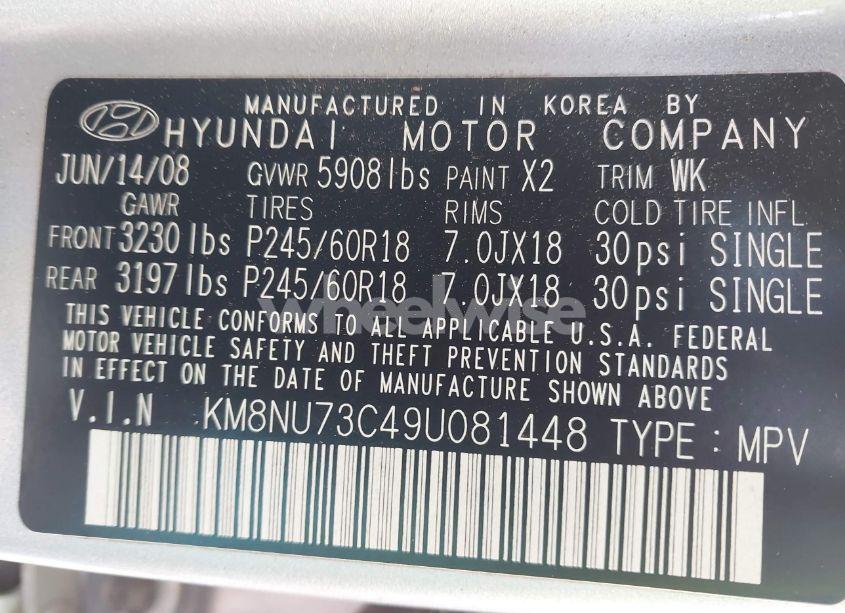 MANUFACTURED IN KOREA BY
HYUNDAI MOTOR COMPANY
JUN/14/08 GVWR 5908lbs PAINT X2 TRIM WK
GAWR TIRES RIMS COLD TIRE INFL
FRONT 3230lbs P245/60R18 7.0JX18 30psi SINGLE
REAR 3197lbs P245/60R18 7.0JX18 30psi SINGLE
wheelwise
THIS VEHICLE CONFORMS TO ALL APPLICABLE U.S.A. FEDERAL
MOTOR VEHICLE SAFETY AND THEFT PREVENTION STANDARDS
IN EFFECT ON THE DATE OF MANUFACTURE SHOWN ABOVE
V.I.N KM8NU73C49U081448 TYPE : MPV